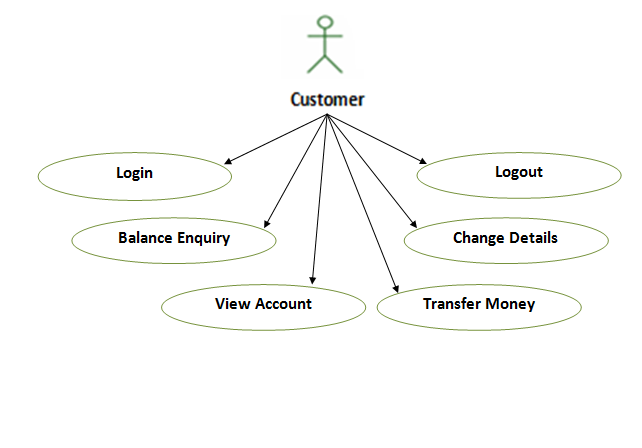 Customer
Login
Logout
Balance Enquiry
Change Details
View Account
Transfer Money